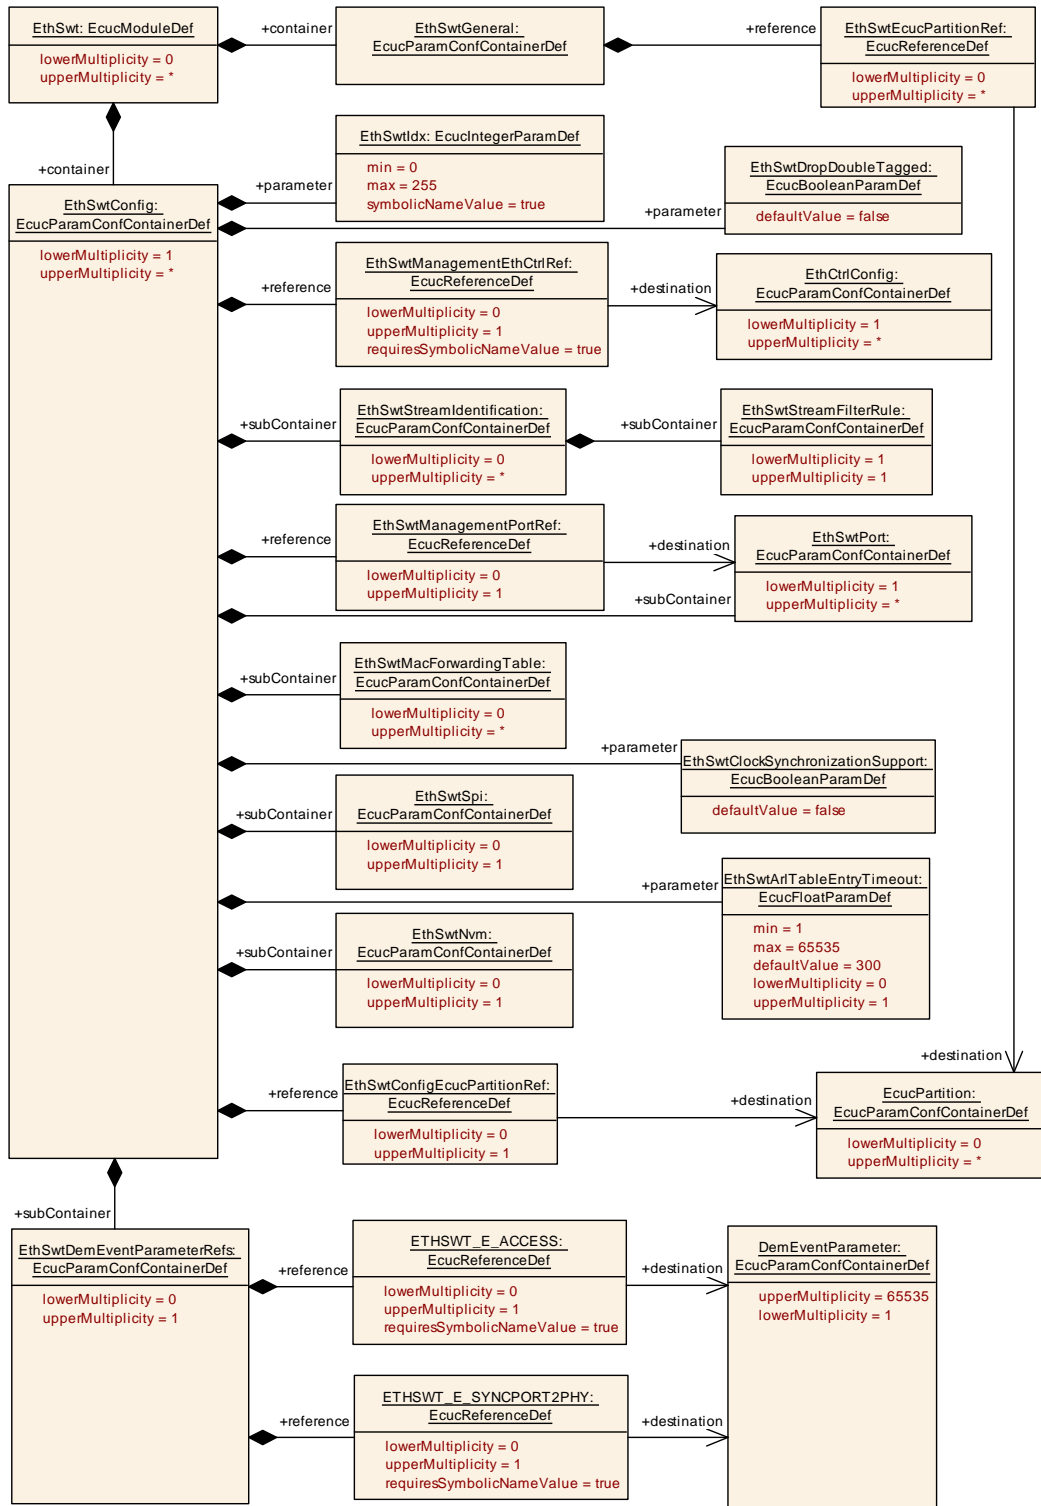 EthSwt: EcucModuleDef
lowerMultiplicity = 0
upperMultiplicity = *
+container
EthSwtGeneral:
EcucParamConfContainerDef
+reference
EthSwtEcucPartitionRef:
EcucReferenceDef
lowerMultiplicity = 0
upperMultiplicity = *
+container
EthSwtConfig:
EcucParamConfContainerDef
lowerMultiplicity = 1
upperMultiplicity = *
+parameter
EthSwtIdx: EcucIntegerParamDef
min = 0
max = 255
symbolicNameValue = true
+parameter
EthSwtDropDoubleTagged:
EcucBooleanParamDef
defaultValue = false
+reference
EthSwtManagementEthCtrlRef:
EcucReferenceDef
lowerMultiplicity = 0
upperMultiplicity = 1
requiresSymbolicNameValue = true
+destination
EthCtrlConfig:
EcucParamConfContainerDef
lowerMultiplicity = 1
upperMultiplicity = *
+subContainer
EthSwtStreamIdentification:
EcucParamConfContainerDef
lowerMultiplicity = 0
upperMultiplicity = *
+subContainer
EthSwtStreamFilterRule:
EcucParamConfContainerDef
lowerMultiplicity = 1
upperMultiplicity = 1
+reference
EthSwtManagementPortRef:
EcucReferenceDef
lowerMultiplicity = 0
upperMultiplicity = 1
+destination
EthSwtPort:
EcucParamConfContainerDef
lowerMultiplicity = 1
upperMultiplicity = *
+subContainer
+subContainer
EthSwtMacForwardingTable:
EcucParamConfContainerDef
lowerMultiplicity = 0
upperMultiplicity = *
+parameter
EthSwtClockSynchronizationSupport:
EcucBooleanParamDef
defaultValue = false
+subContainer
EthSwtSpi:
EcucParamConfContainerDef
lowerMultiplicity = 0
upperMultiplicity = 1
+parameter
EthSwtArlTableEntryTimeout:
EcucFloatParamDef
min = 1
max = 65535
defaultValue = 300
lowerMultiplicity = 0
upperMultiplicity = 1
+subContainer
EthSwtNvm:
EcucParamConfContainerDef
lowerMultiplicity = 0
upperMultiplicity = 1
+destination
+reference
EthSwtConfigEcucPartitionRef:
EcucReferenceDef
lowerMultiplicity = 0
upperMultiplicity = 1
+destination
EcucPartition:
EcucParamConfContainerDef
lowerMultiplicity = 0
upperMultiplicity = *
+subContainer
EthSwtDemEventParameterRefs:
EcucParamConfContainerDef
lowerMultiplicity = 0
upperMultiplicity = 1
+reference
ETHSWT_E_ACCESS:
EcucReferenceDef
lowerMultiplicity = 0
upperMultiplicity = 1
requiresSymbolicNameValue = true
+destination
DemEventParameter:
EcucParamConfContainerDef
upperMultiplicity = 65535
lowerMultiplicity = 1
+reference
ETHSWT_E_SYNCPORT2PHY:
EcucReferenceDef
lowerMultiplicity = 0
upperMultiplicity = 1
requiresSymbolicNameValue = true
+destination